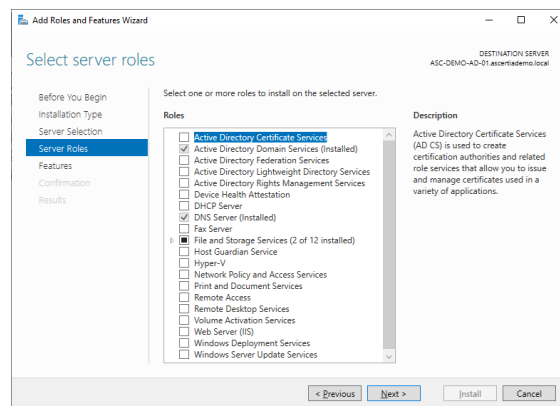 Add Roles and Features Wizard
Select server roles
DESTINATION SERVER
ASC-DEMO-AD-01.ascertiademo.local
Before You Begin
Installation Type
Server Selection
Server Roles
Features
Confirmation
Results
Select one or more roles to install on the selected server.
Roles
Active Directory Certificate Services
Active Directory Domain Services (Installed)
Active Directory Federation Services
Active Directory Lightweight Directory Services
Active Directory Rights Management Services
Device Health Attestation
DHCP Server
DNS Server (Installed)
Fax Server
File and Storage Services (2 of 12 installed)
Host Guardian Service
Hyper-V
Network Policy and Access Services
Print and Document Services
Remote Access
Remote Desktop Services
Volume Activation Services
Web Server (IIS)
Windows Deployment Services
Windows Server Update Services
Description
Active Directory Certificate Services
(AD CS) is used to create
certification authorities and related
role services that allow you to issue
and manage certificates used in a
variety of applications.
< Previous
Next >
Install
Cancel